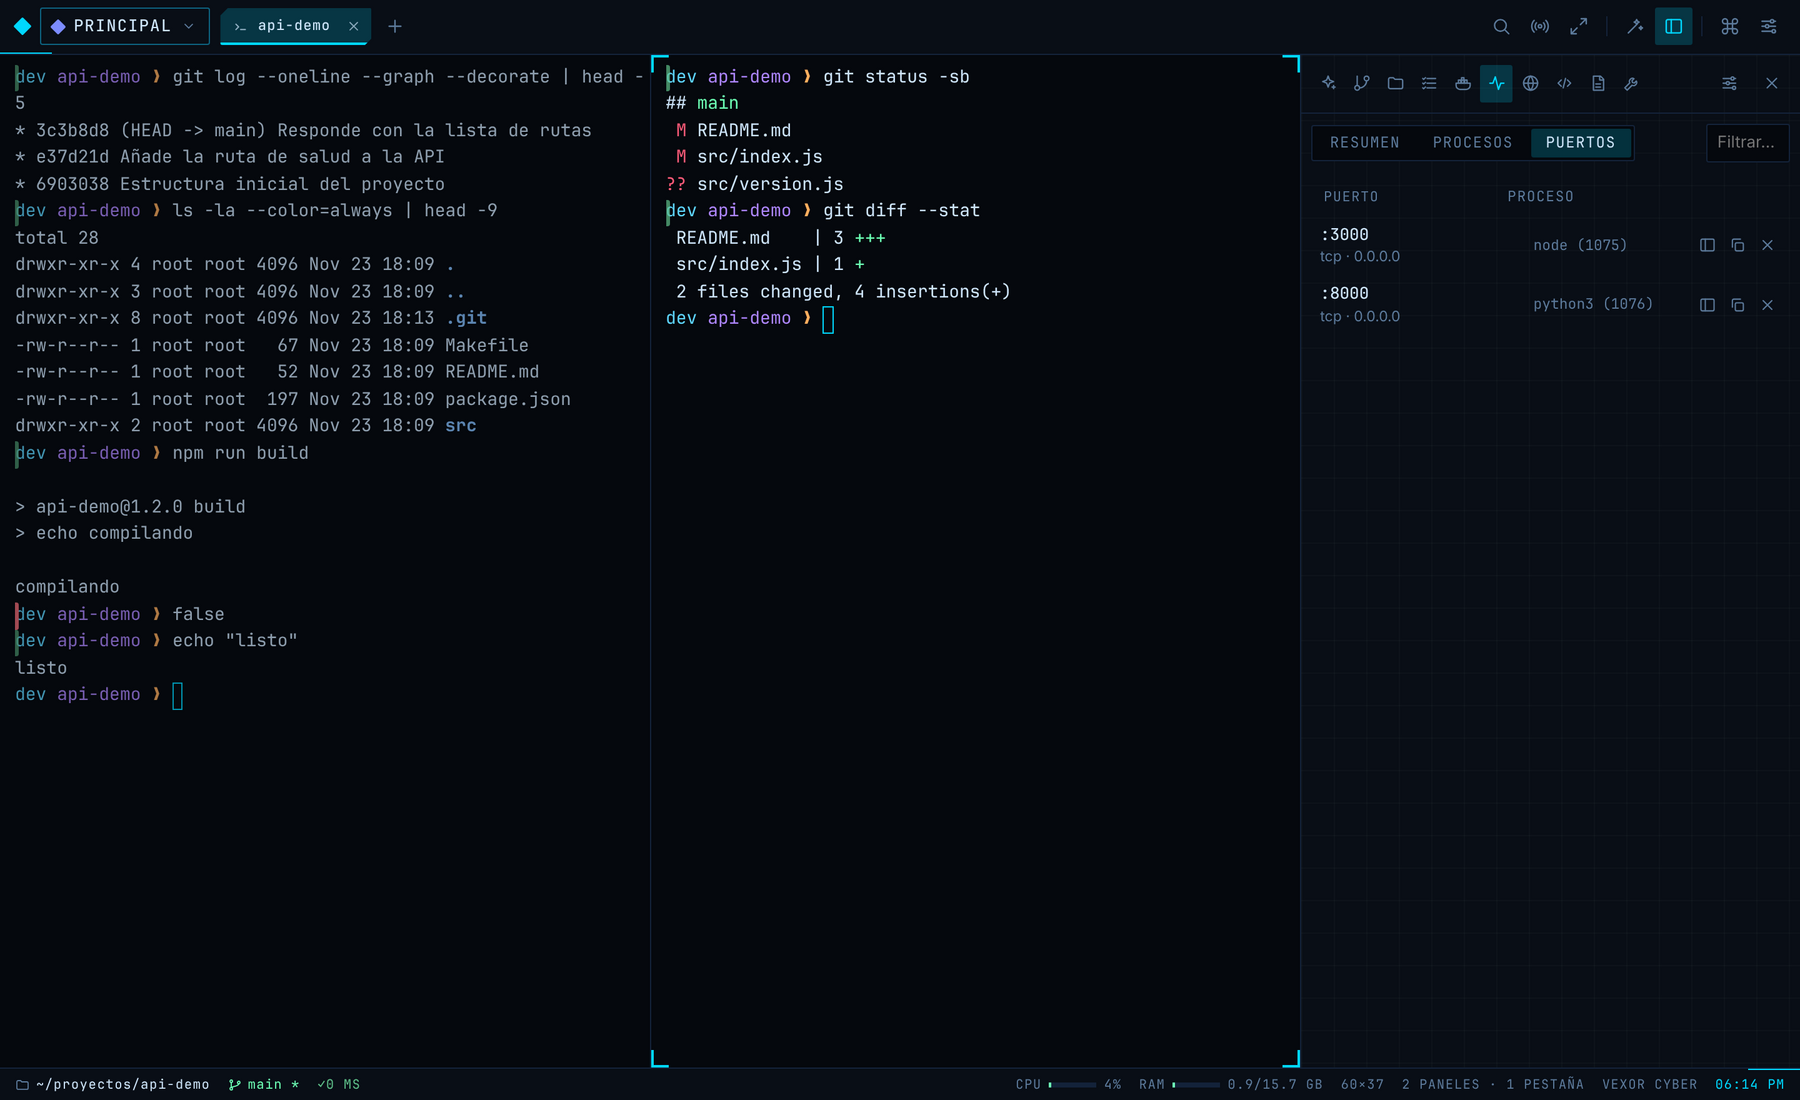 PRINCIPAL
api-demo
dev api-demo ❯ git log --oneline --graph --decorate | head -
5
* 3c3b8d8 (HEAD -> main) Responde con la lista de rutas
* e37d21d Añade la ruta de salud a la API
* 6903038 Estructura inicial del proyecto
dev api-demo ❯ ls -la --color=always | head -9
total 28
drwxr-xr-x 4 root root 4096 Nov 23 18:09 .
drwxr-xr-x 3 root root 4096 Nov 23 18:09 ..
drwxr-xr-x 8 root root 4096 Nov 23 18:13 .git
-rw-r--r-- 1 root root   67 Nov 23 18:09 Makefile
-rw-r--r-- 1 root root   52 Nov 23 18:09 README.md
-rw-r--r-- 1 root root  197 Nov 23 18:09 package.json
drwxr-xr-x 2 root root 4096 Nov 23 18:09 src
dev api-demo ❯ npm run build
> api-demo@1.2.0 build
> echo compilando
compilando
dev api-demo ❯ false
dev api-demo ❯ echo "listo"
listo
dev api-demo ❯
dev api-demo ❯ git status -sb
## main
 M README.md
 M src/index.js
?? src/version.js
dev api-demo ❯ git diff --stat
 README.md    | 3 +++
 src/index.js | 1 +
 2 files changed, 4 insertions(+)
dev api-demo ❯
RESUMEN PROCESOS PUERTOS Filtrar...
PUERTO PROCESO
:3000
tcp · 0.0.0.0
node (1075)
:8000
tcp · 0.0.0.0
python3 (1076)
~/proyectos/api-demo main * ✓0 MS
CPU 4% RAM 0.9/15.7 GB 60×37 2 PANELES · 1 PESTAÑA VEXOR CYBER 06:14 PM